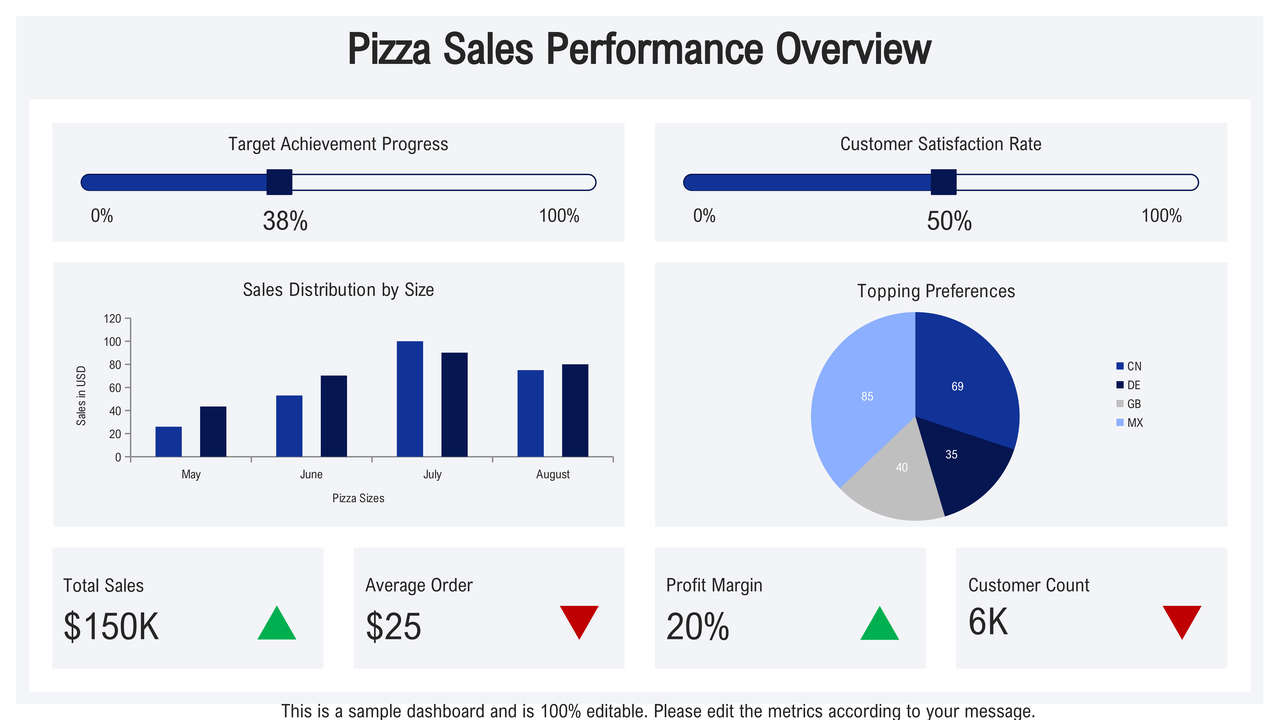 Pizza Sales Performance Overview
Target Achievement Progress
0%
38%
100%
Customer Satisfaction Rate
0%
50%
100%
Sales Distribution by Size
Sales in USD
120
100
80
60
40
20
0
May
June
July
August
Pizza Sizes
Topping Preferences
69
35
40
85
CN
DE
GB
MX
Total Sales
$150K
Average Order
$25
Profit Margin
20%
Customer Count
6K
This is a sample dashboard and is 100% editable. Please edit the metrics according to your message.